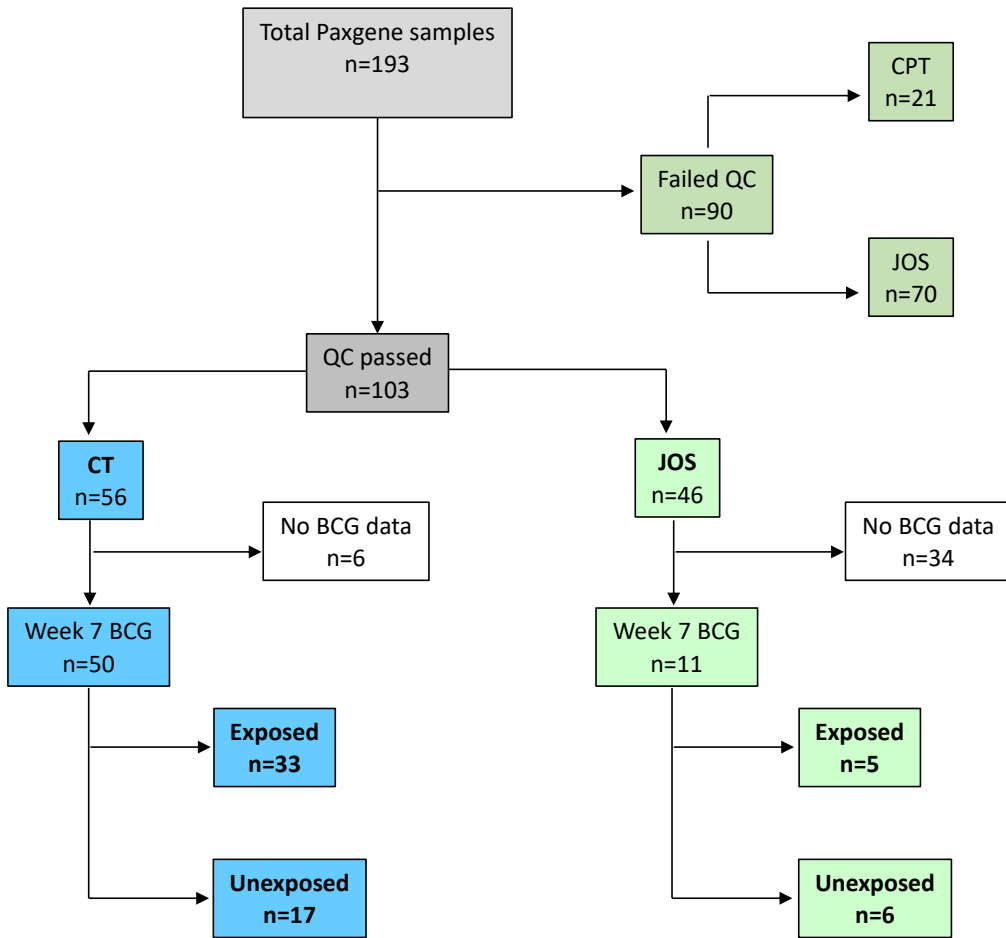 Total Paxgene samples
n=193
CPT
n=21
Failed QC
n=90
JOS
n=70
QC passed
n=103
CT
n=56
JOS
n=46
No BCG data
n=6
No BCG data
n=34
Week 7 BCG
n=50
Week 7 BCG
n=11
Exposed
n=33
Exposed
n=5
Unexposed
n=17
Unexposed
n=6